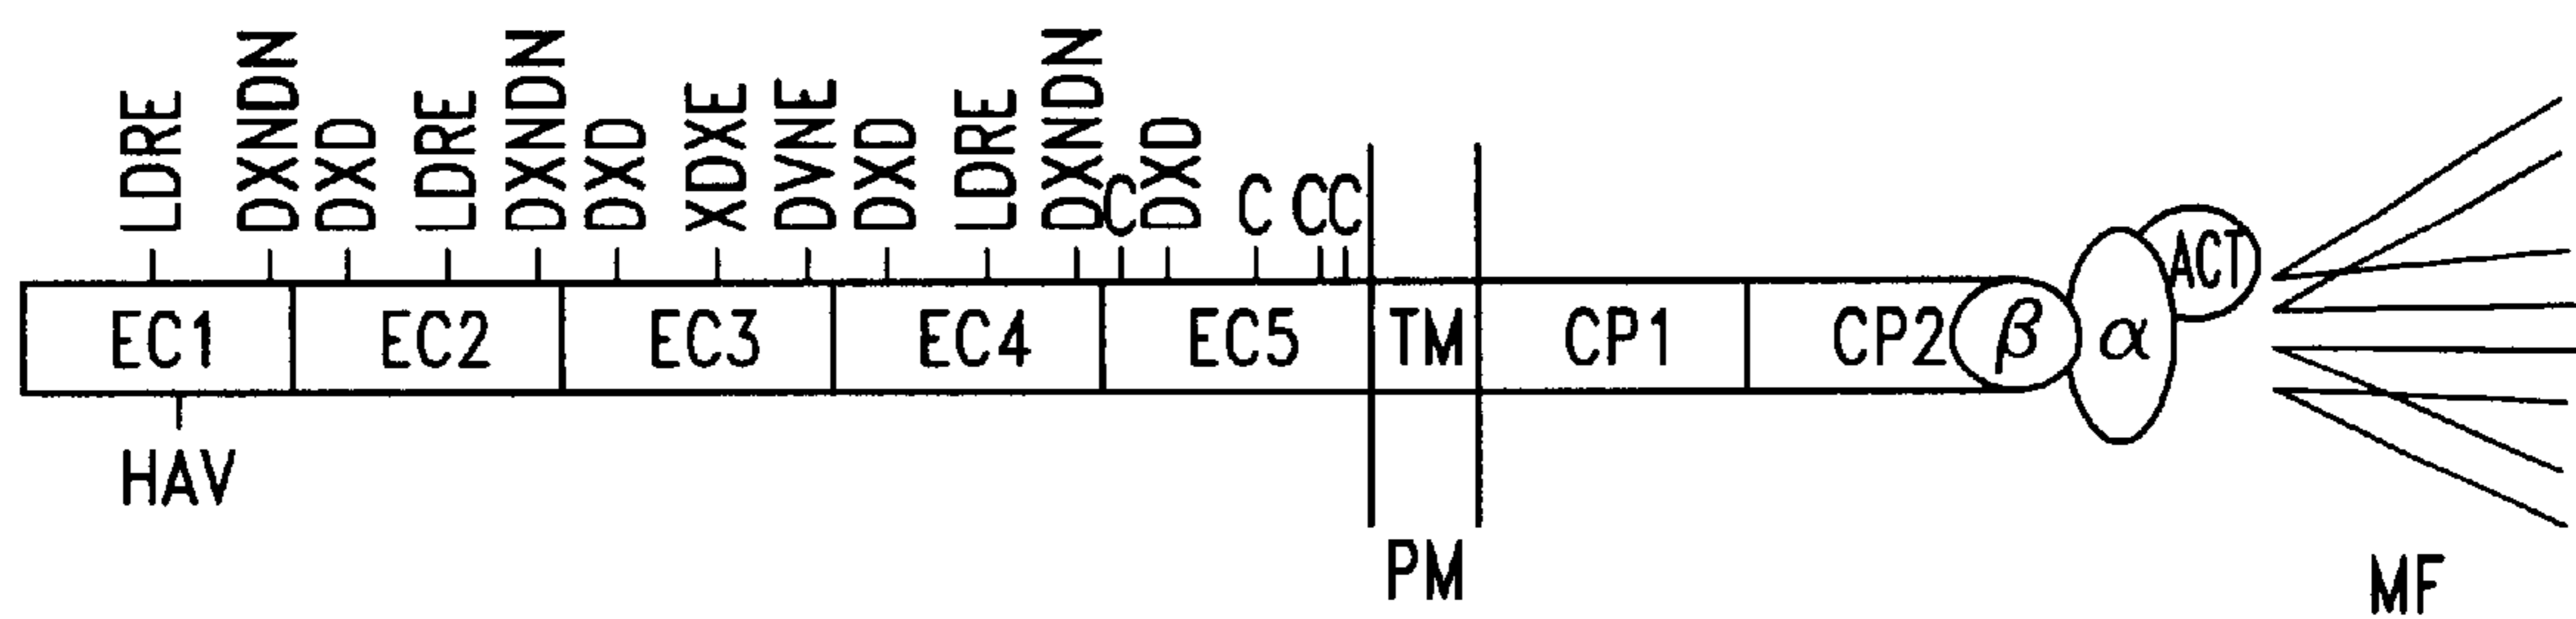 LDRE DXNDN DXD LDRE DXNDN DXD XDXE DVNE DXD LDRE DXNDN C DXD C C C
EC1 EC2 EC3 EC4 EC5 TM CP1 CP2 β α ACT
HAV
PM
MF